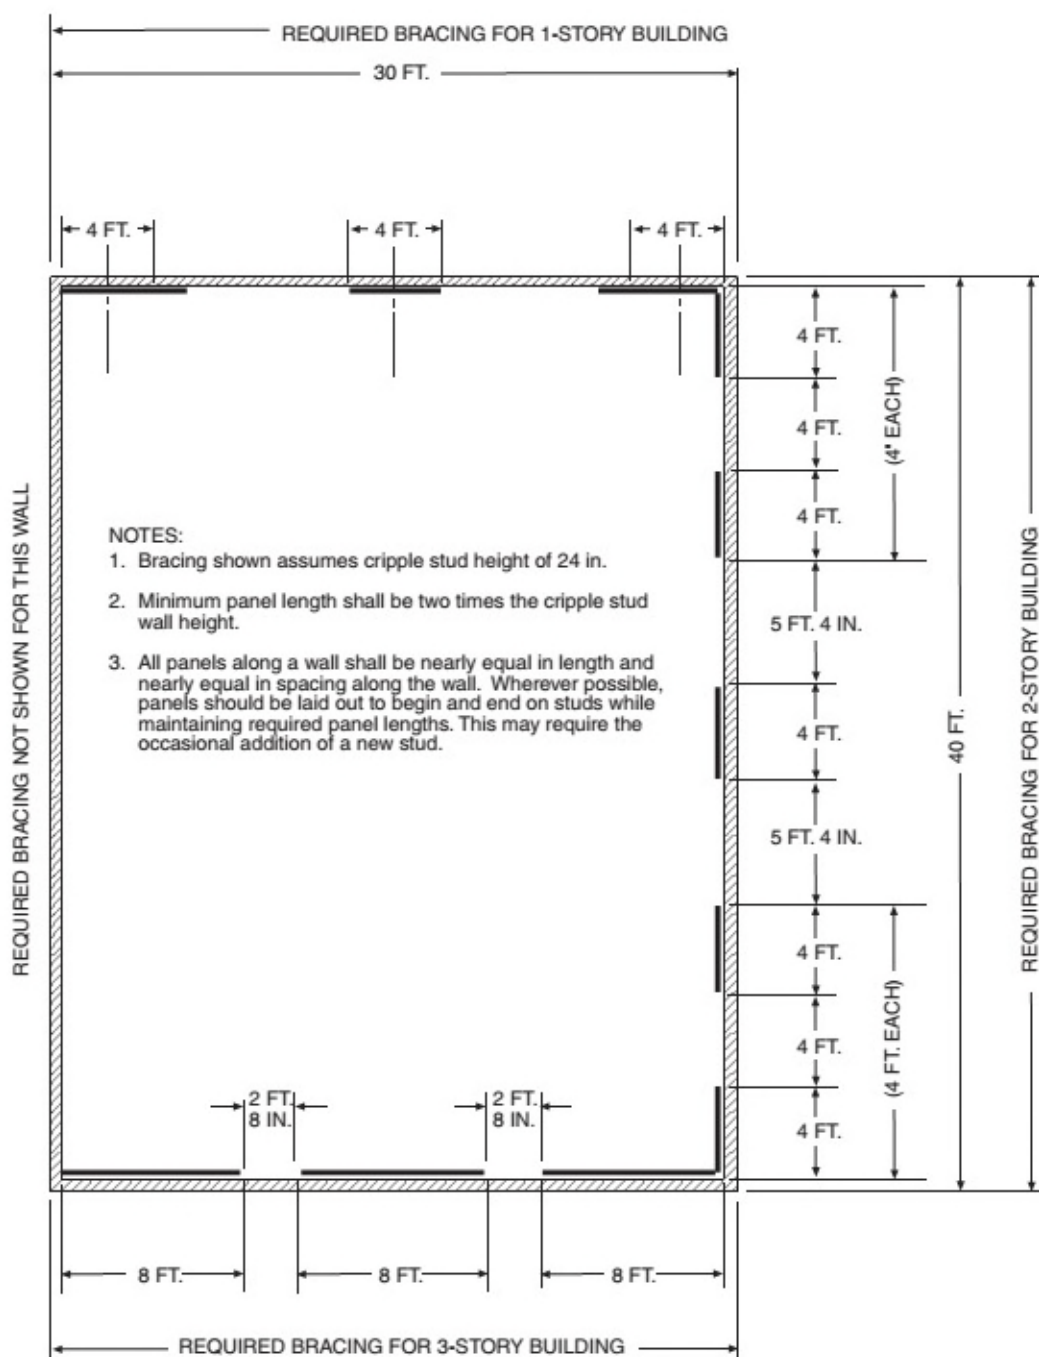 REQUIRED BRACING FOR 1-STORY BUILDING
30 FT.
4 FT.
4 FT.
4 FT.
4 FT.
4 FT.
(4' EACH)
4 FT.
REQUIRED BRACING NOT SHOWN FOR THIS WALL
NOTES:
1. Bracing shown assumes cripple stud height of 24 in.
2. Minimum panel length shall be two times the cripple stud
wall height.
3. All panels along a wall shall be nearly equal in length and
nearly equal in spacing along the wall. Wherever possible,
panels should be laid out to begin and end on studs while
maintaining required panel lengths. This may require the
occasional addition of a new stud.
5 FT. 4 IN.
4 FT.
40 FT.
REQUIRED BRACING FOR 2-STORY BUILDING
5 FT. 4 IN.
4 FT.
4 FT.
(4 FT. EACH)
4 FT.
2 FT.
8 IN.
2 FT.
8 IN.
8 FT.
8 FT.
8 FT.
REQUIRED BRACING FOR 3-STORY BUILDING